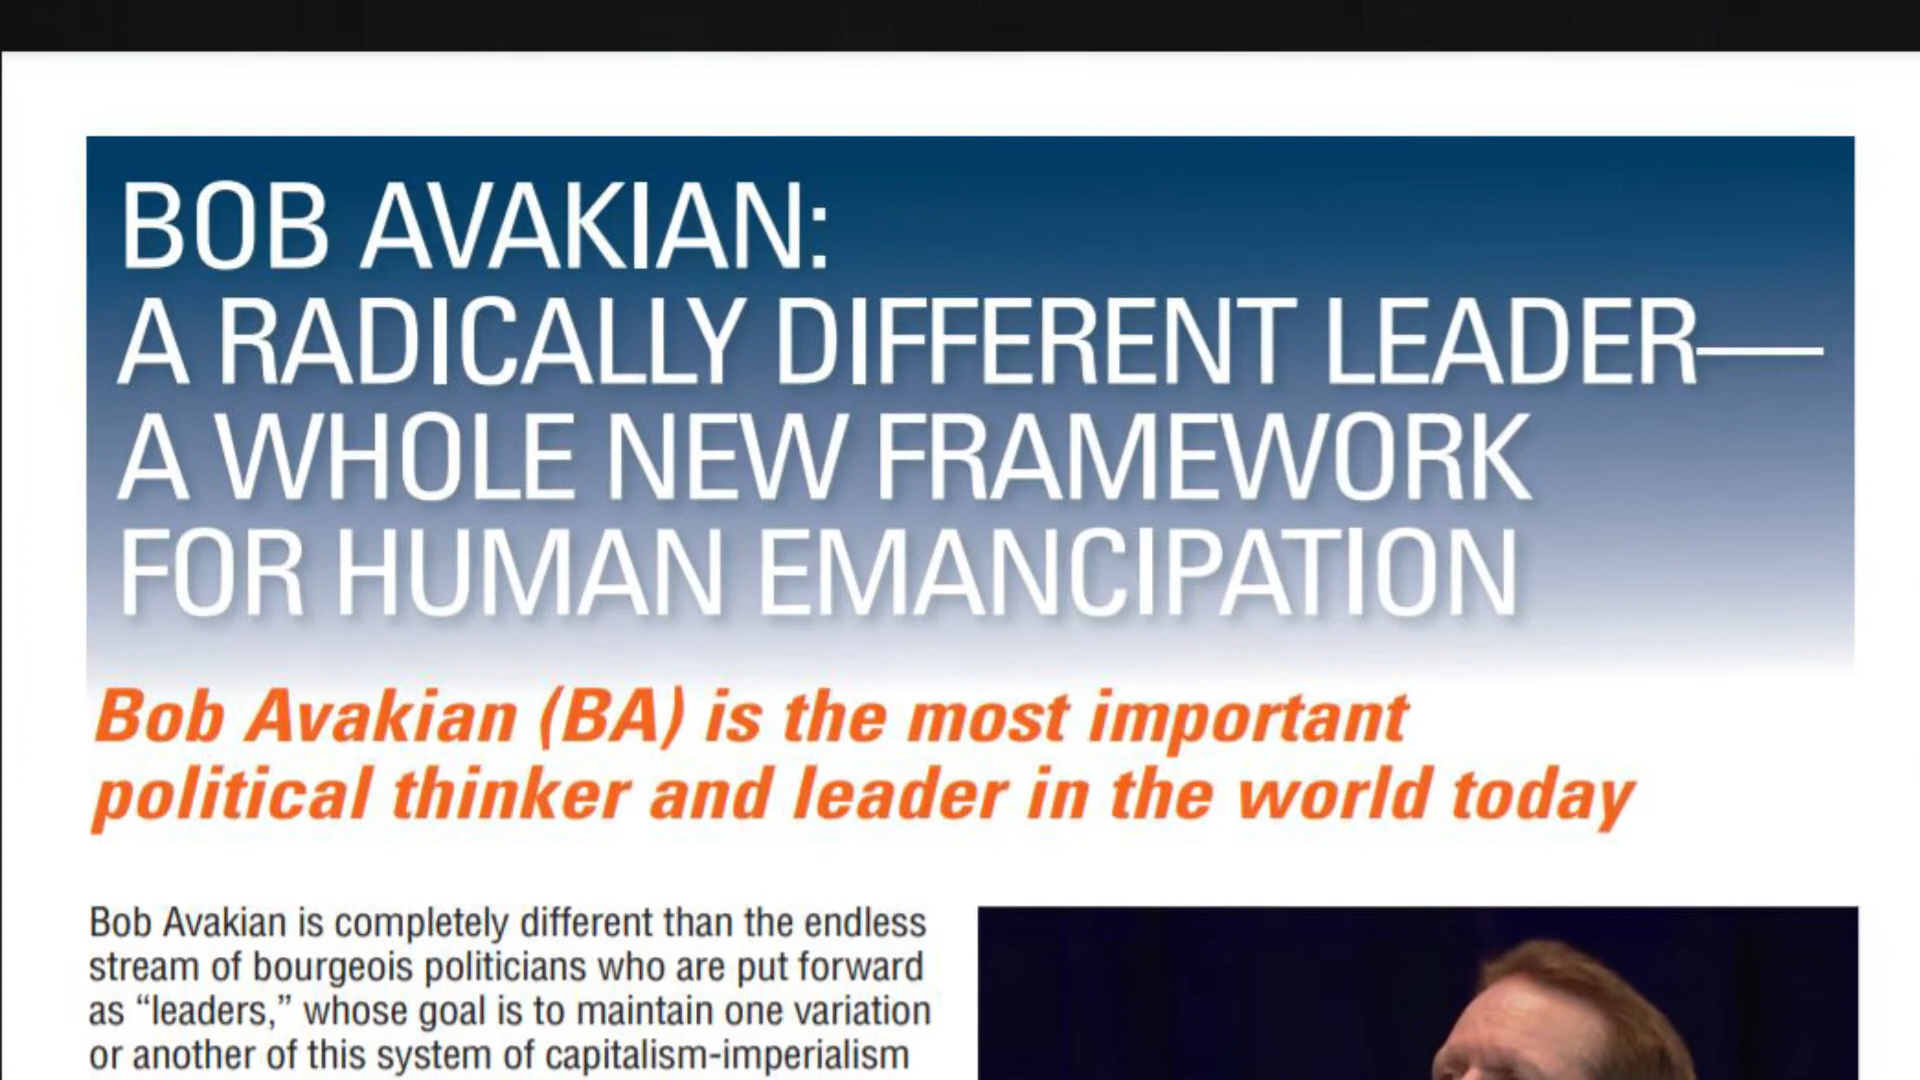 BOB AVAKIAN:
A RADICALLY DIFFERENT LEADER—
A WHOLE NEW FRAMEWORK
FOR HUMAN EMANCIPATION
Bob Avakian (BA) is the most important
political thinker and leader in the world today
Bob Avakian is completely different than the endless
stream of bourgeois politicians who are put forward
as “leaders,” whose goal is to maintain one variation
or another of this system of capitalism-imperialism